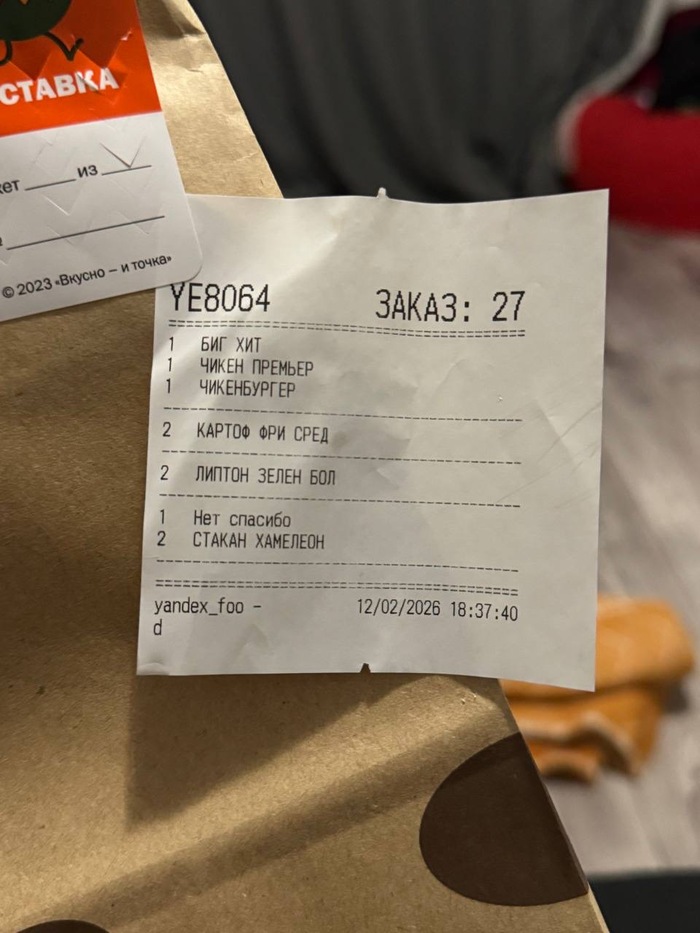 СТАВКА
из
© 2023 «Вкусно – и точка»
YE8064 ЗАКАЗ: 27
1 БИГ ХИТ
1 ЧИКЕН ПРЕМЬЕР
1 ЧИКЕНБУРГЕР
2 КАРТОФ ФРИ СРЕД
2 ЛИПТОН ЗЕЛЕН БОЛ
1 Нет спасибо
2 СТАКАН ХАМЕЛЕОН
yandex_foo - 12/02/2026 18:37:40
d